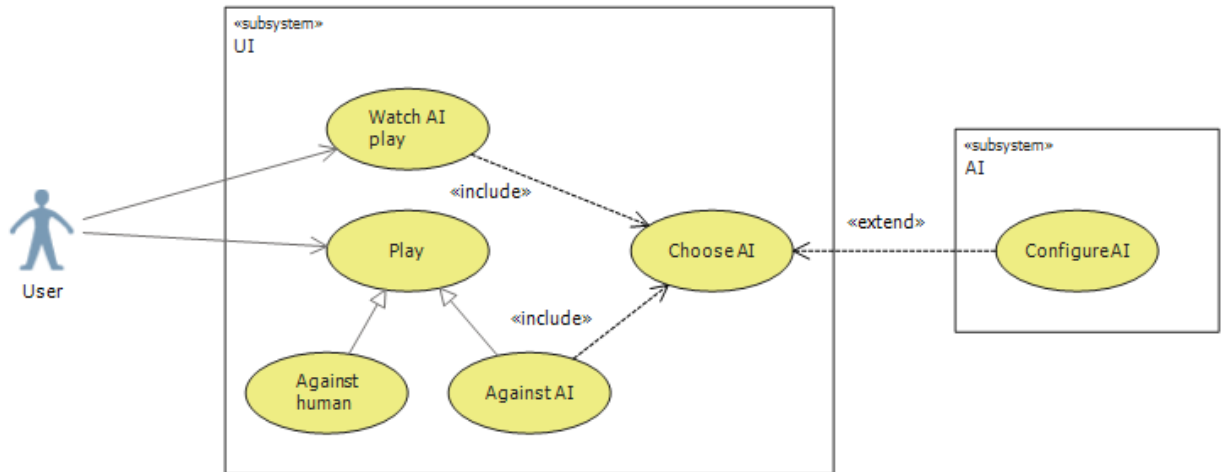 «subsystem»
UI
Watch AI
play
«subsystem»
AI
«include»
User
Play
Choose AI
«extend»
ConfigureAI
«include»
Against
human
Against AI